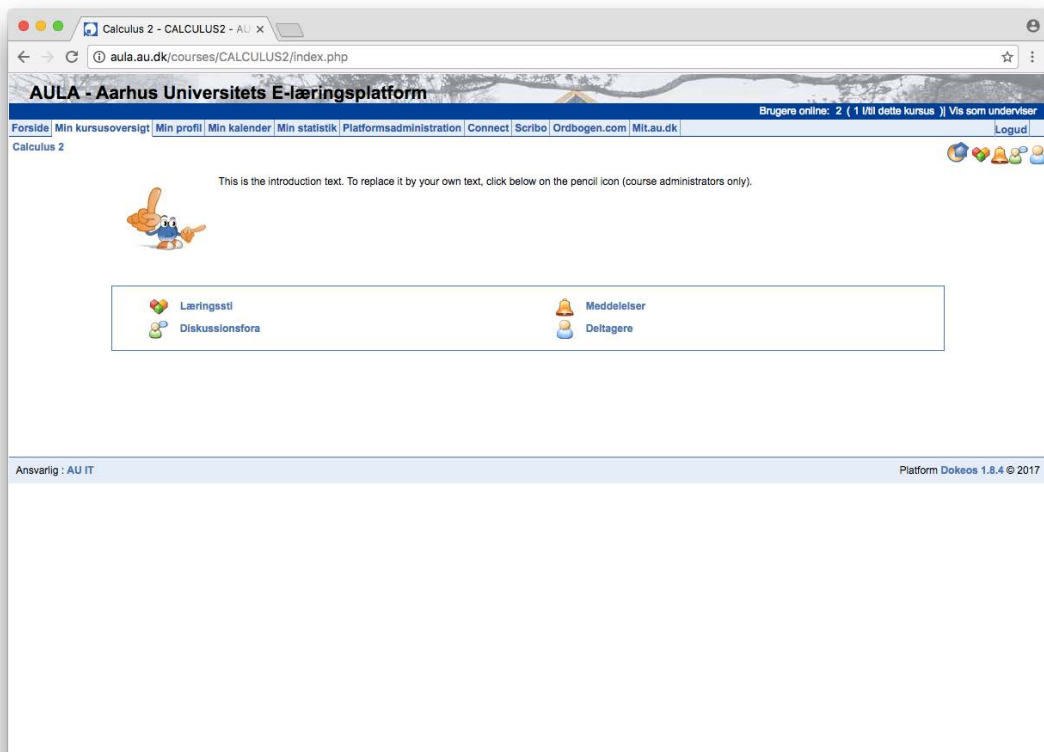 Calculus 2 - CALCULUS2 - AU
aula.au.dk/courses/CALCULUS2/index.php
AULA - Aarhus Universitets E-læringsplatform
Brugere online: 2 ( 1 i/til dette kursus )| Vis som underviser
Forside Min kursusoversigt Min profil Min kalender Min statistik Platformsadministration Connect Scribo Ordbogen.com Mit.au.dk Logud
Calculus 2
This is the introduction text. To replace it by your own text, click below on the pencil icon (course administrators only).
Læringssti Meddelelser
Diskussionsfora Deltagere
Ansvarlig : AU IT Platform Dokeos 1.8.4 © 2017